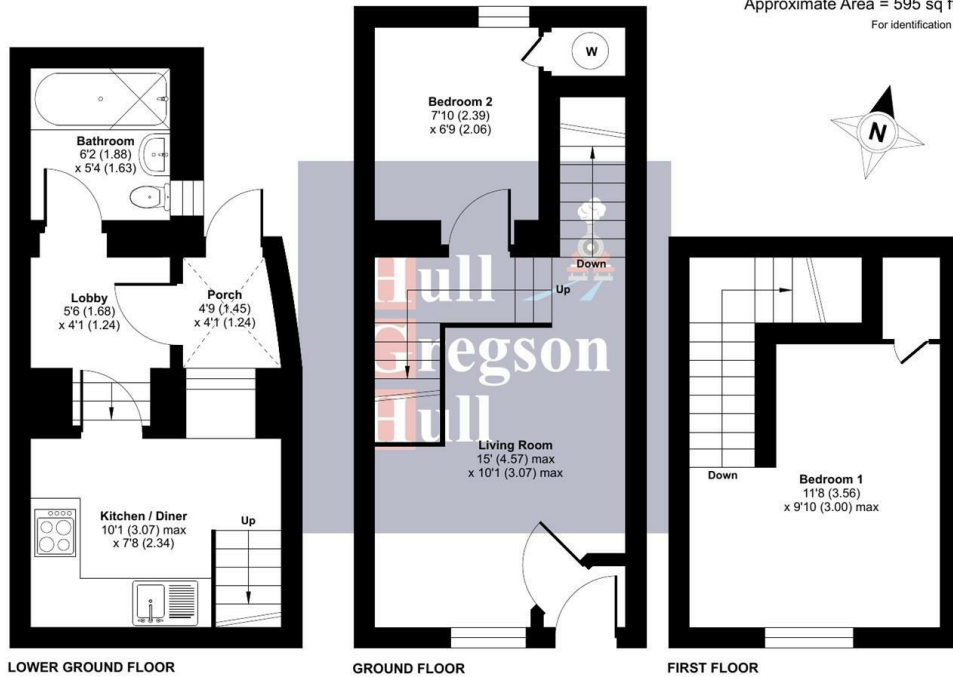 Approximate Area = 595 sq f
For identification
Bathroom
6'2 (1.88)
x 5'4 (1.63)
Lobby
5'6 (1.68)
x 4'1 (1.24)
Porch
4'9 (1.45)
x 4'1 (1.24)
Kitchen / Diner
10'1 (3.07) max
x 7'8 (2.34)
Up
LOWER GROUND FLOOR
Bedroom 2
7'10 (2.39)
x 6'9 (2.06)
W
Down
Up
Hull
Gregson
Hull
Living Room
15' (4.57) max
x 10'1 (3.07) max
GROUND FLOOR
N
Down
Bedroom 1
11'8 (3.56)
x 9'10 (3.00) max
FIRST FLOOR